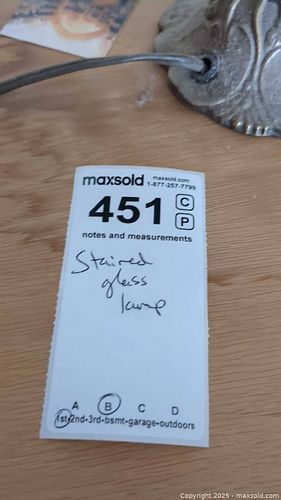 maxsold maxsold.com
1-877-257-7799
451 C
P
notes and measurements
Stained
glass
lamp
A B C D
1st-2nd-3rd-bsmt-garage-outdoors
Copyright 2025 - maxsold.com